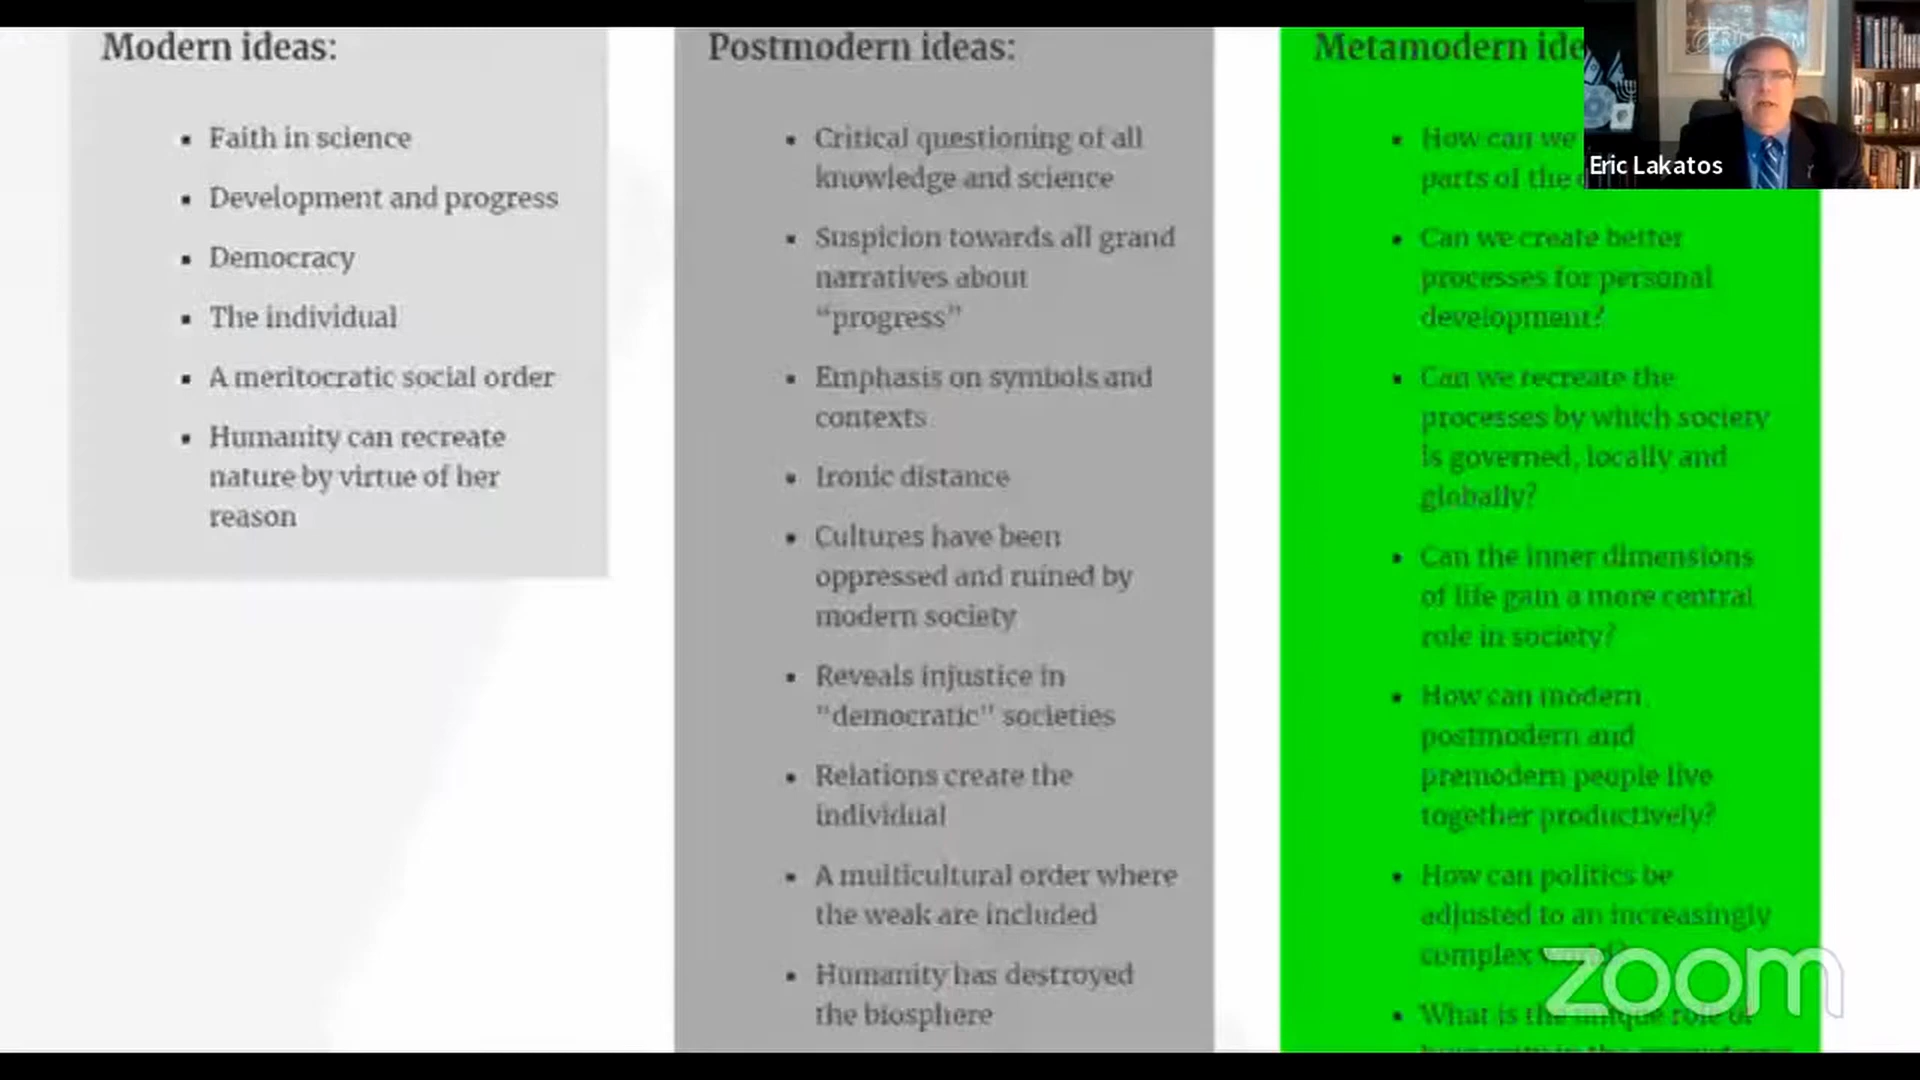 Modern ideas:
Faith in science
Development and progress
Democracy
The individual
A meritocratic social order
Humanity can recreate
nature by virtue of her
reason
Postmodern ideas:
Critical questioning of all
knowledge and science
Suspicion towards all grand
narratives about
“progress”
Emphasis on symbols and
contexts
Ironic distance
Cultures have been
oppressed and ruined by
modern society
Reveals injustice in
"democratic" societies
Relations create the
individual
A multicultural order where
the weak are included
Humanity has destroyed
the biosphere
Metamodern ide
How can we
parts of the
Can we create better
processes for personal
development?
Can we recreate the
processes by which society
is governed, locally and
globally?
Can the inner dimensions
of life gain a more central
role in society?
How can modern
postmodern and
premodern people live
together productively?
How can politics be
adjusted to an increasingly
complex world?
What is the unique role of
Eric Lakatos
zoom